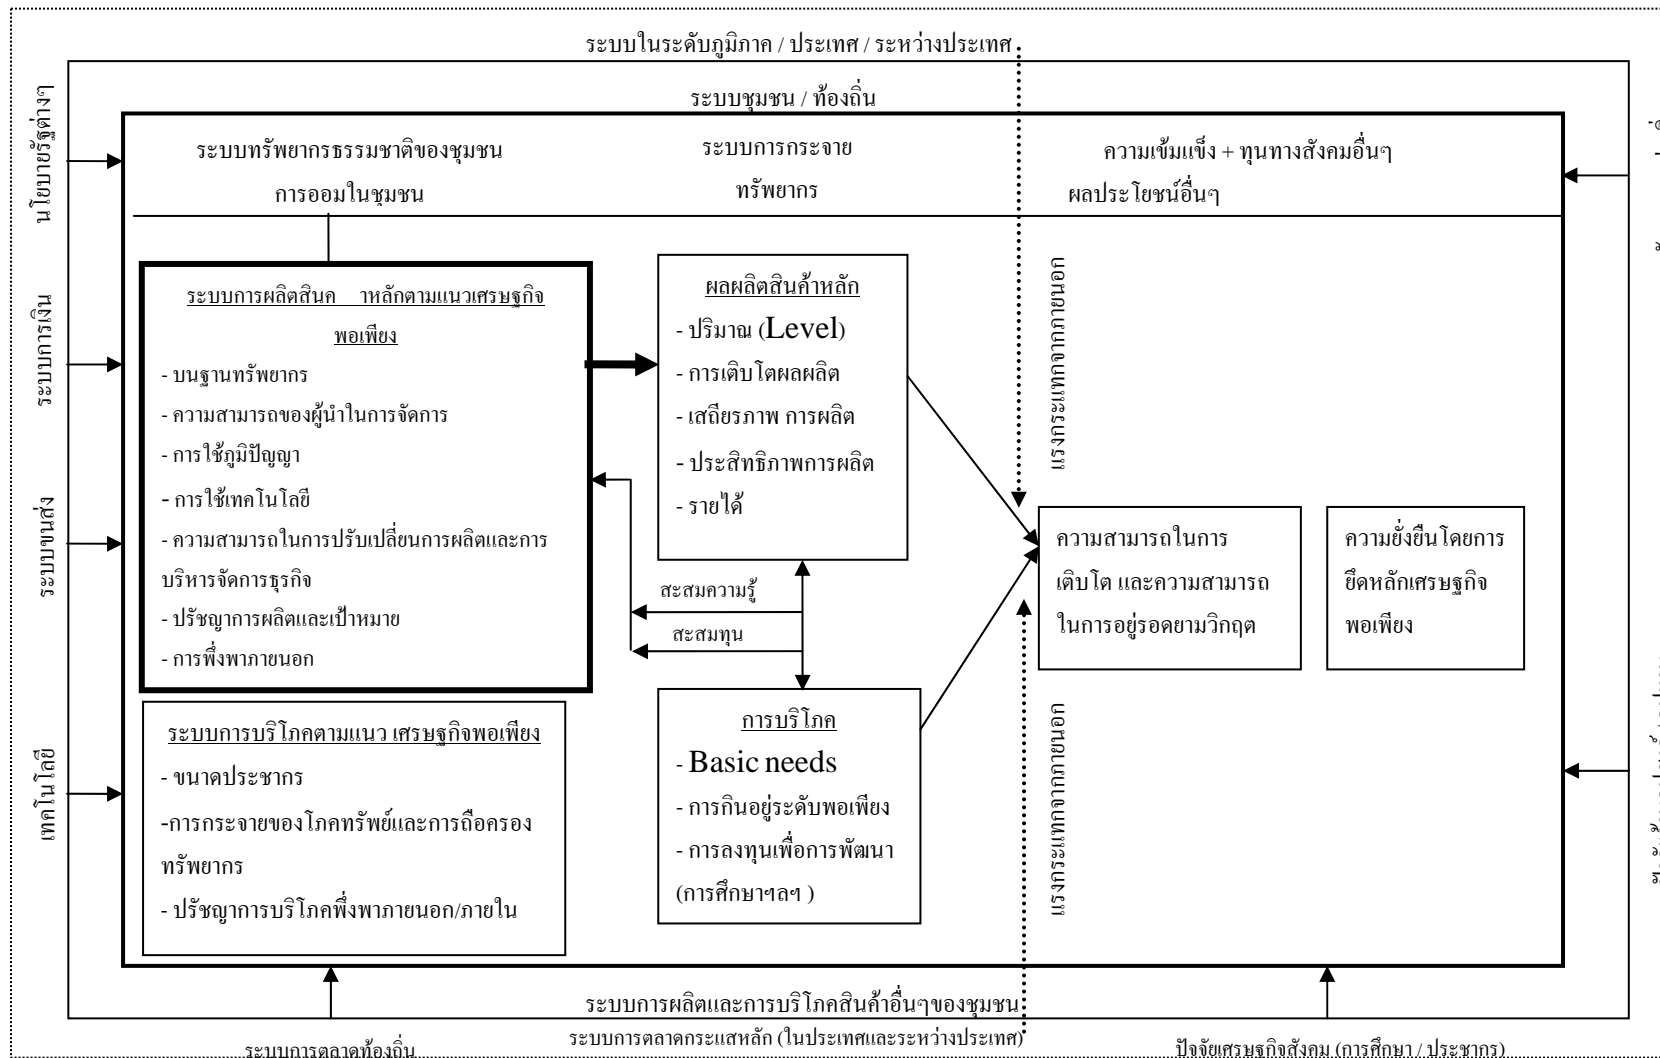 ระบบในระดับภูมิภาค / ประเทศ / ระหว่างประเทศ
ระบบชุมชน / ท้องถิ่น
นโยบายรัฐต่างๆ
ระบบการเงิน
ระบบขนส่ง
เทคโนโลยี
ระบบทรัพยากรธรรมชาติของชุมชน
การออมในชุมชน
ระบบการกระจาย
ทรัพยากร
ความเข้มแข็ง + ทุนทางสังคมอื่นๆ
ผลประโยชน์อื่นๆ
ระบบการผลิตสินค าหลักตามแนวเศรษฐกิจ
พอเพียง
- บนฐานทรัพยากร
- ความสามารถของผู้นำในการจัดการ
- การใช้ภูมิปัญญา
- การใช้เทคโนโลยี
- ความสามารถในการปรับเปลี่ยนการผลิตและการ
บริหารจัดการธุรกิจ
- ปรัชญาการผลิตและเป้าหมาย
- การพึ่งพาภายนอก
ระบบการบริโภคตามแนว เศรษฐกิจพอเพียง
- ขนาดประชากร
-การกระจายของโภคทรัพย์และการถือครอง
ทรัพยากร
- ปรัชญาการบริโภคพึ่งพาภายนอก/ภายใน
ผลผลิตสินค้าหลัก
- ปริมาณ (Level)
- การเติบโตผลผลิต
- เสถียรภาพ การผลิต
- ประสิทธิภาพการผลิต
- รายได้
สะสมความรู้
สะสมทุน
การบริโภค
- Basic needs
- การกินอยู่ระดับพอเพียง
- การลงทุนเพื่อการพัฒนา
(การศึกษาฯลฯ )
แรงกระแทกจากภายนอก
แรงกระแทกจากภายนอก
ความสามารถในการ
เติบโต และความสามารถ
ในการอยู่รอดยามวิกฤต
ความยั่งยืนโดยการ
ยึดหลักเศรษฐกิจ
พอเพียง
ระบบการผลิตและการบริโภคสินค้าอื่นๆของชุมชน
ระบบการตลาดกระแสหลัก (ในประเทศและระหว่างประเทศ)
ระบบการตลาดท้องถิ่น
ปัจจัยเศรษฐกิจสังคม (การศึกษา / ประชากร)